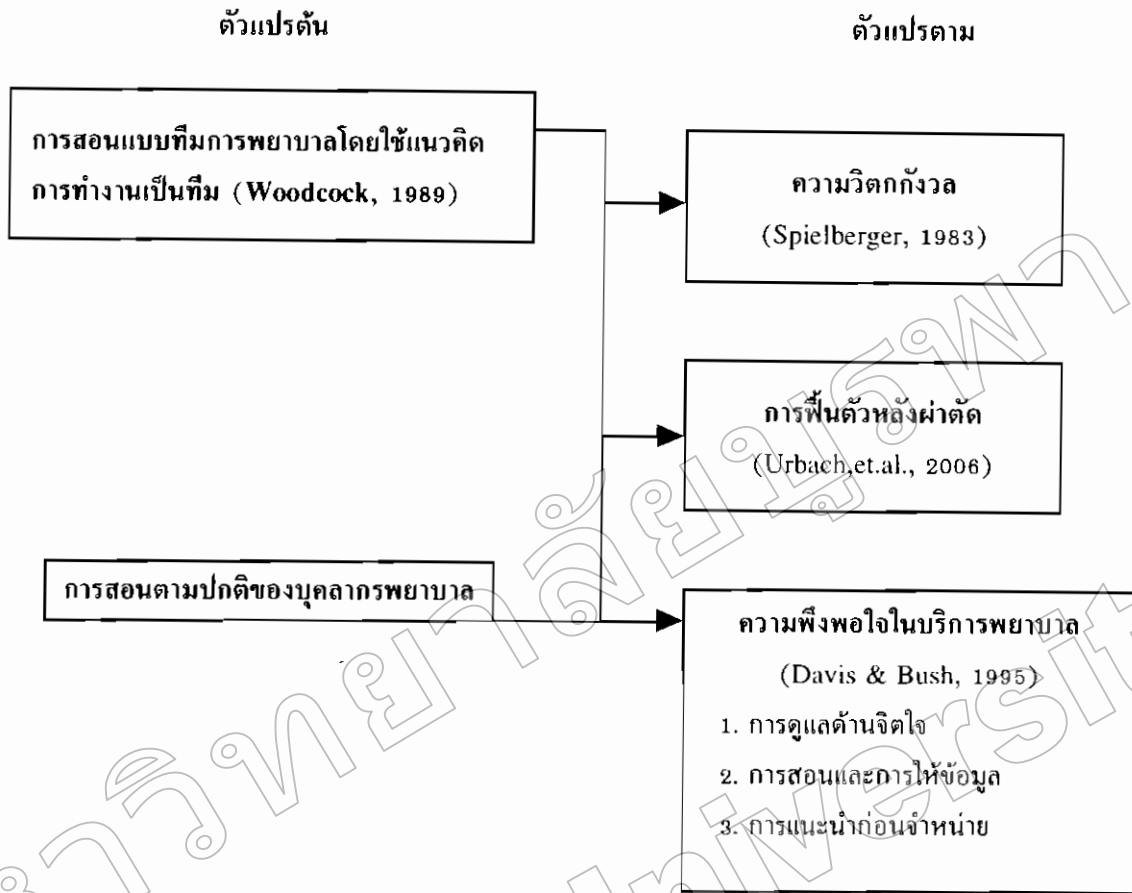 ตัวแปรต้น
ตัวแปรตาม
การสอนแบบทีมการพยาบาลโดยใช้แนวคิด
การทำงานเป็นทีม (Woodcock, 1989)
ความวิตกกังวล
(Spielberger, 1983)
การฟื้นตัวหลังผ่าตัด
(Urbach,et.al., 2006)
การสอนตามปกติของบุคลากรพยาบาล
ความพึงพอใจในบริการพยาบาล
(Davis & Bush, 1995)
1. การดูแลด้านจิตใจ
2. การสอนและการให้ข้อมูล
3. การแนะนำก่อนจำหน่าย